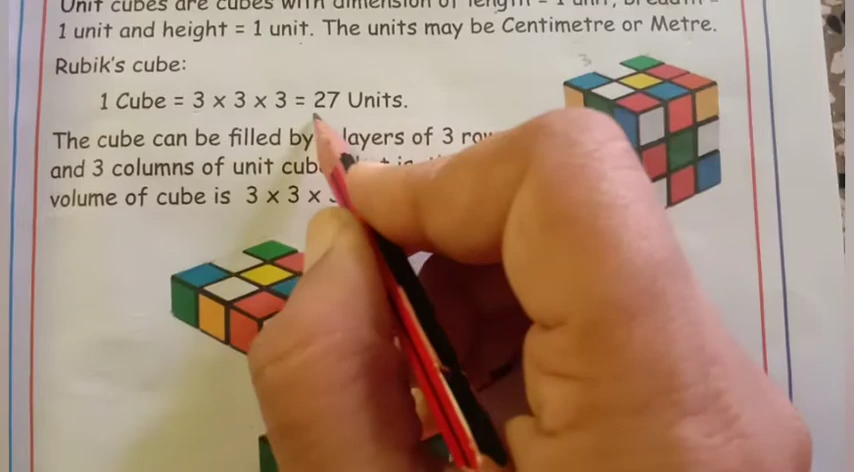 Unit cubes are cubes with dimension of length = 1 unit, breadth =
1 unit and height = 1 unit. The units may be Centimetre or Metre.
Rubik's cube:
3
1 Cube = 3 × 3 × 3 = 27 Units.
The cube can be filled by layers of 3
and 3 columns of unit
volume of cube is 3 × 3 ×